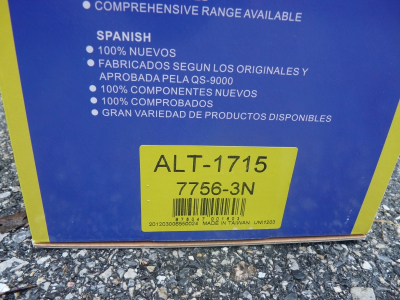 • COMPREHENSIVE RANGE AVAILABLE
SPANISH
• 100% NUEVOS
• FABRICADOS SEGUN LOS ORIGINALES Y
APROBADA PELA QS-9000
• 100% COMPONENTES NUEVOS
• 100% COMPROBADOS
• GRAN VARIEDAD DE PRODUCTOS DISPONIBLES
ALT-1715
7756-3N
MADE IN TAIWAN